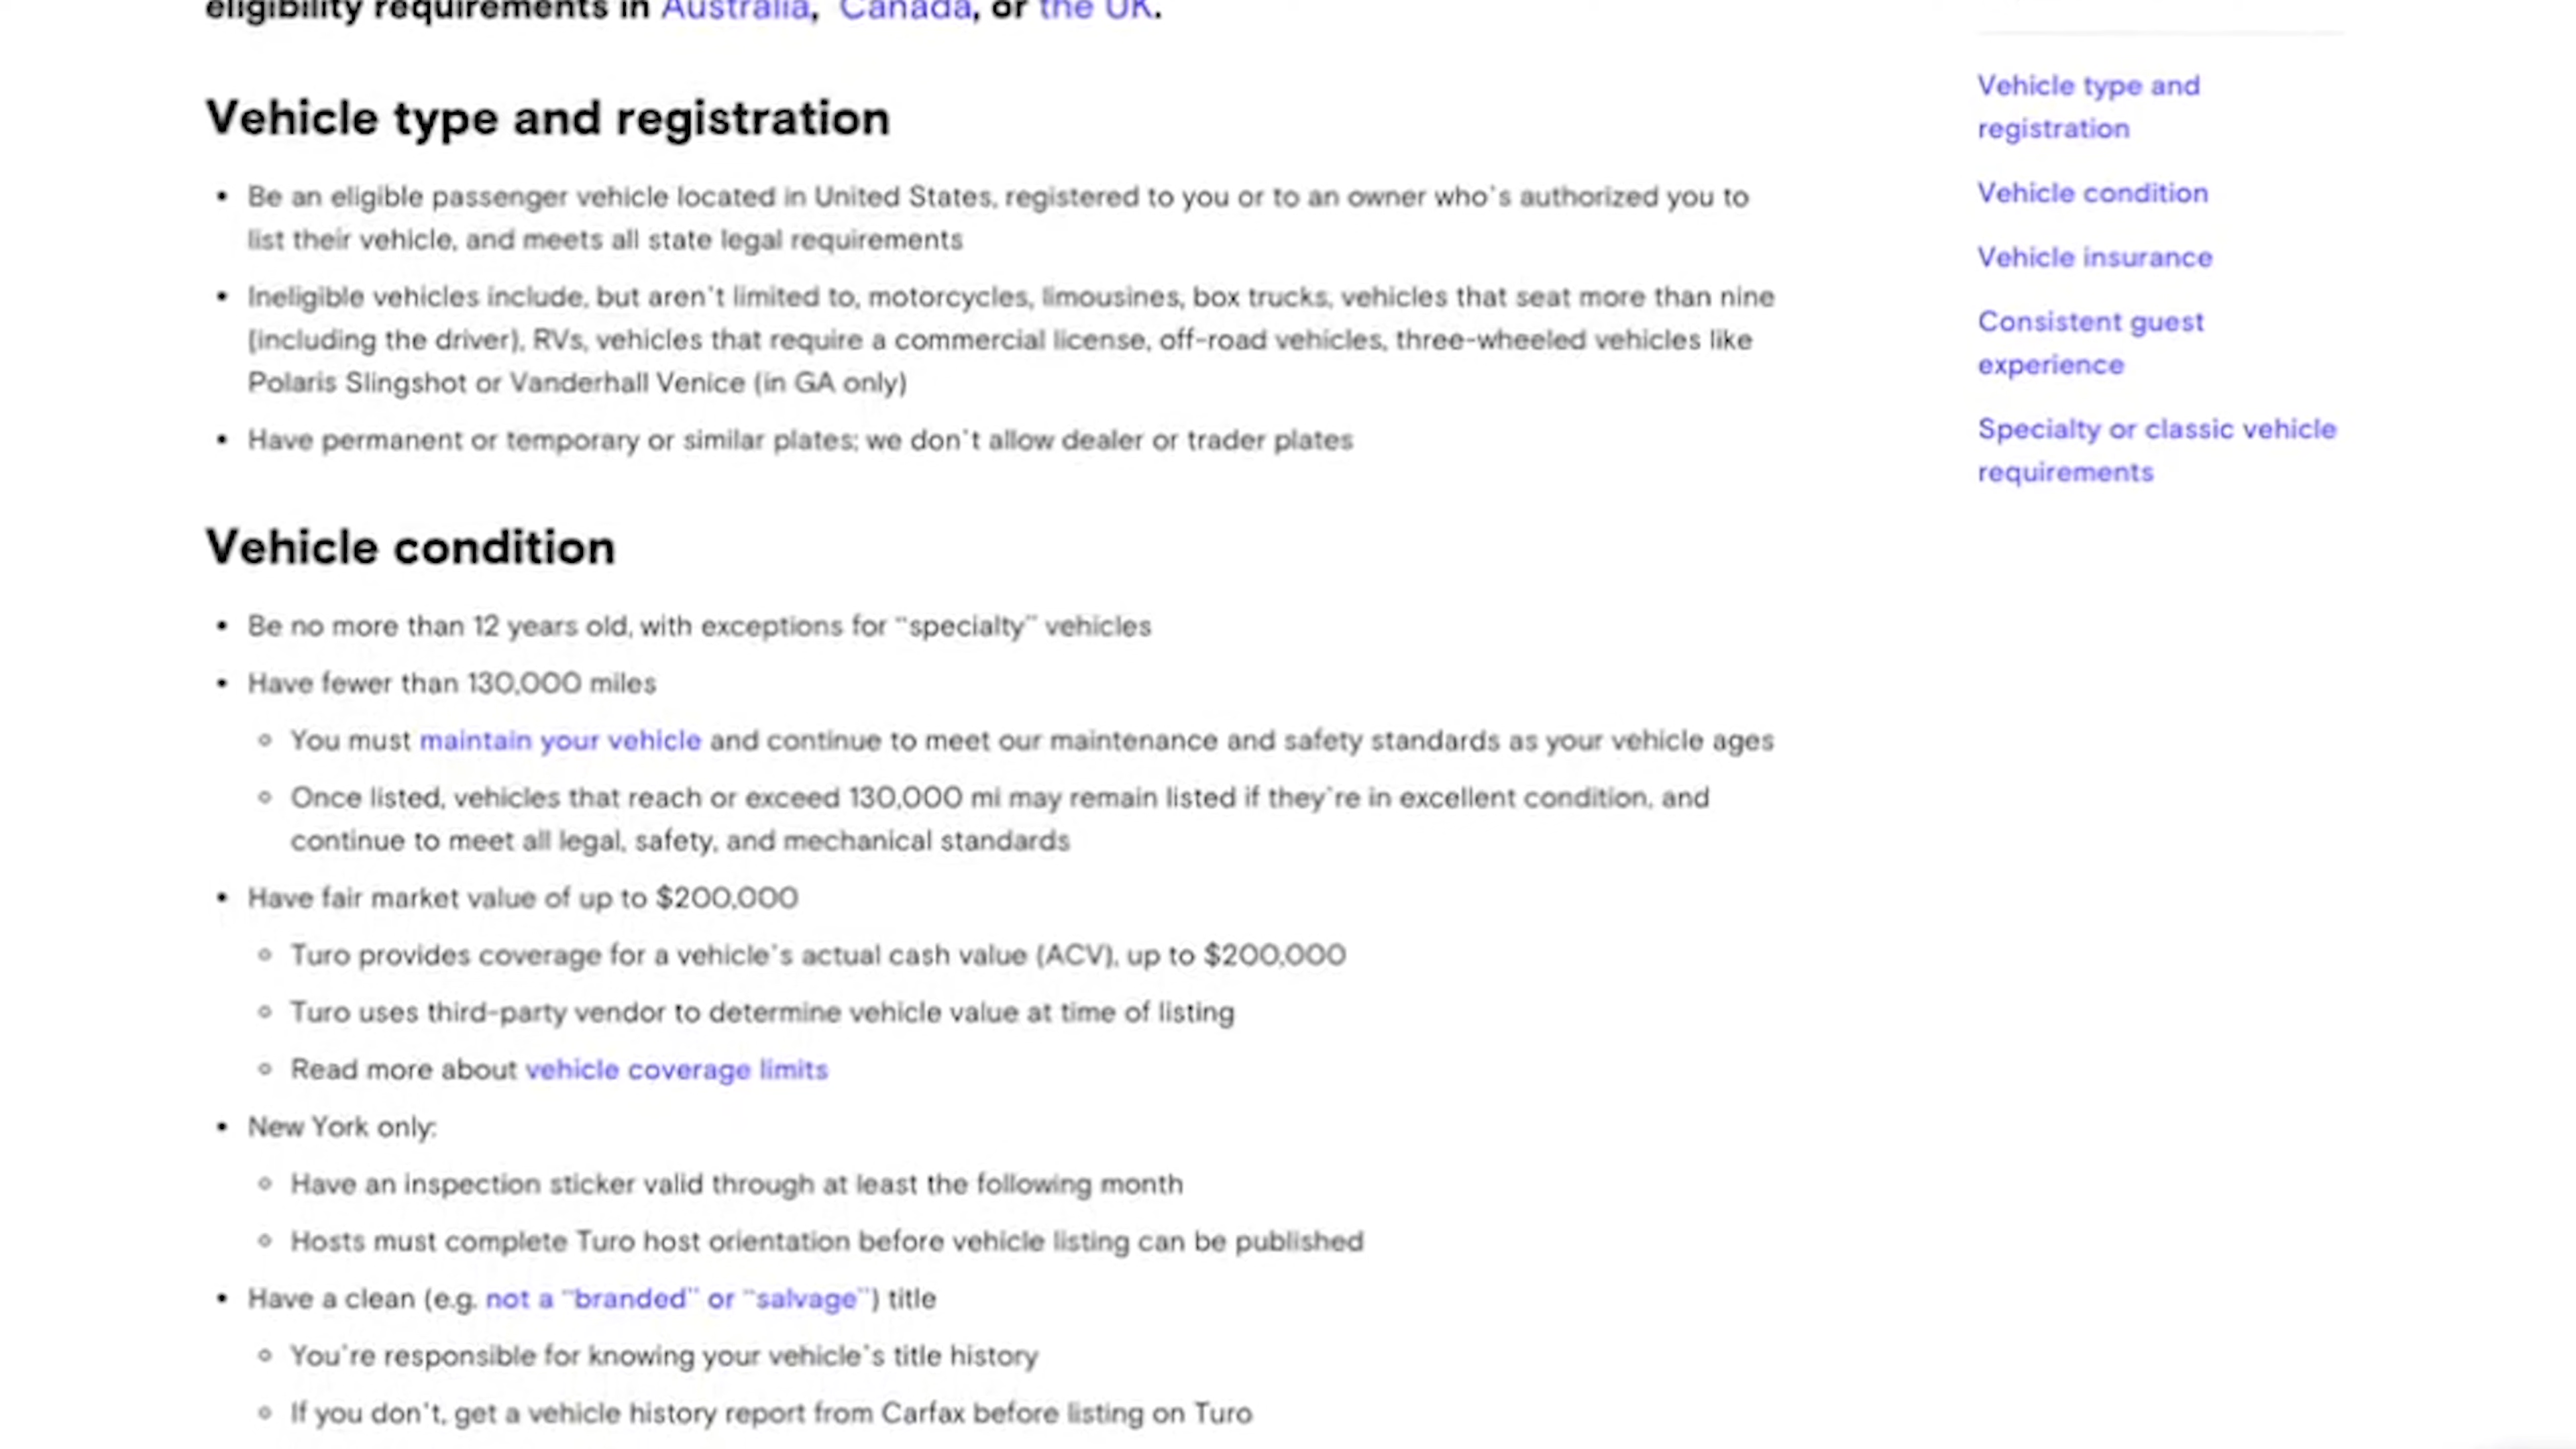 eligibility requirements in Australia, Canada, or the UK.
Vehicle type and registration
• Be an eligible passenger vehicle located in United States, registered to you or to an owner who's authorized you to
list their vehicle, and meets all state legal requirements
• Ineligible vehicles include, but aren't limited to, motorcycles, limousines, box trucks, vehicles that seat more than nine
(including the driver), RVs, vehicles that require a commercial license, off-road vehicles, three-wheeled vehicles like
Polaris Slingshot or Vanderhall Venice (in GA only)
• Have permanent or temporary or similar plates; we don't allow dealer or trader plates
Vehicle condition
• Be no more than 12 years old, with exceptions for "specialty" vehicles
• Have fewer than 130,000 miles
○ You must maintain your vehicle and continue to meet our maintenance and safety standards as your vehicle ages
○ Once listed, vehicles that reach or exceed 130,000 mi may remain listed if they're in excellent condition, and
continue to meet all legal, safety, and mechanical standards
• Have fair market value of up to $200,000
○ Turo provides coverage for a vehicle's actual cash value (ACV), up to $200,000
○ Turo uses third-party vendor to determine vehicle value at time of listing
○ Read more about vehicle coverage limits
• New York only:
○ Have an inspection sticker valid through at least the following month
○ Hosts must complete Turo host orientation before vehicle listing can be published
• Have a clean (e.g. not a "branded" or "salvage") title
○ You're responsible for knowing your vehicle's title history
○ If you don't, get a vehicle history report from Carfax before listing on Turo
Vehicle type and
registration
Vehicle condition
Vehicle insurance
Consistent guest
experience
Specialty or classic vehicle
requirements